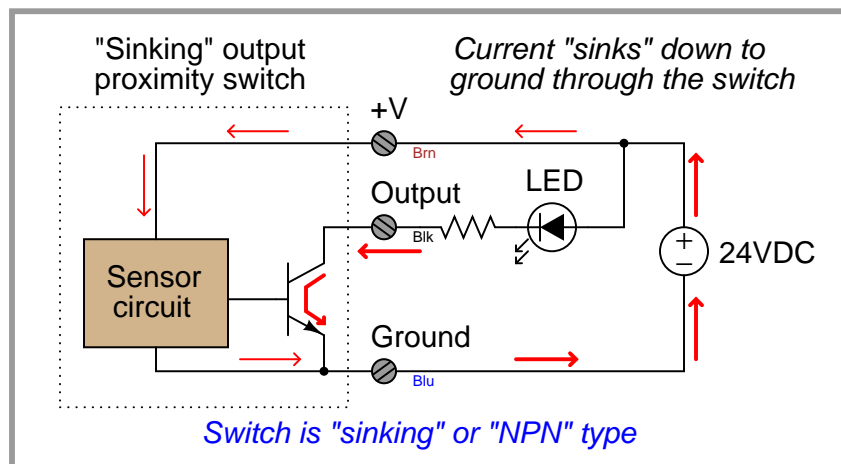 "Sinking" output
proximity switch
Current "sinks" down to
ground through the switch
+V
Brn
Output
LED
Blk
+
−
24VDC
Sensor
circuit
Ground
Blu
Switch is "sinking" or "NPN" type